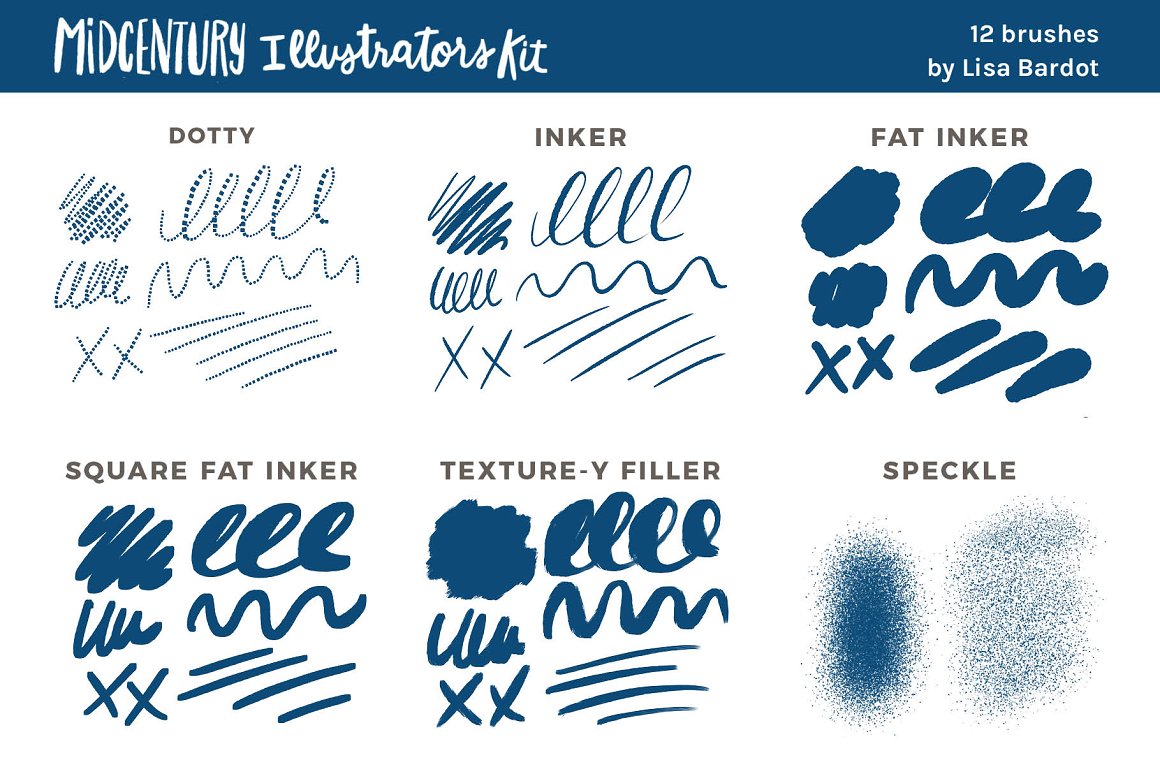 MiDCENTURY Illustrators Kit
12 brushes
by Lisa Bardot
DOTTY
INKER
FAT INKER
SQUARE FAT INKER
TEXTURE-Y FILLER
SPECKLE